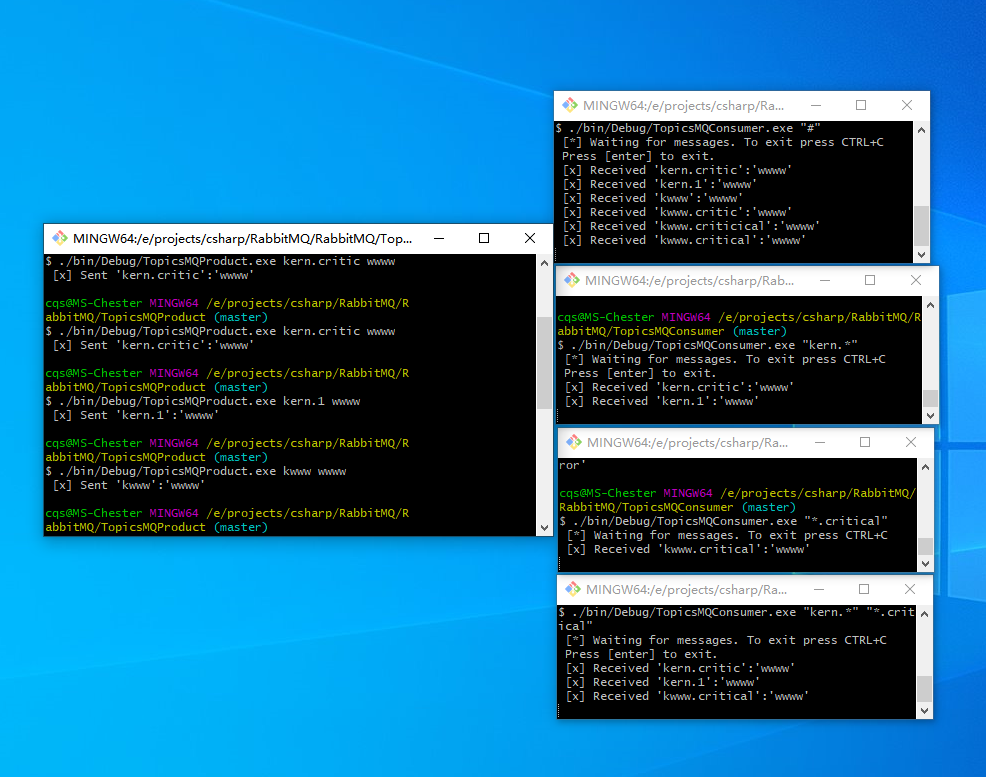 MINGW64:/e/projects/csharp/RabbitMQ/RabbitMQ/Top...
$ ./bin/Debug/TopicsMQProduct.exe kern.critic wwww
[x] Sent 'kern.critic':'wwww'
cqs@MS-Chester MINGW64 /e/projects/csharp/RabbitMQ/R
abbitMQ/TopicsMQProduct (master)
$ ./bin/Debug/TopicsMQProduct.exe kern.critic wwww
[x] Sent 'kern.critic':'wwww'
cqs@MS-Chester MINGW64 /e/projects/csharp/RabbitMQ/R
abbitMQ/TopicsMQProduct (master)
$ ./bin/Debug/TopicsMQProduct.exe kern.1 wwww
[x] Sent 'kern.1':'wwww'
cqs@MS-Chester MINGW64 /e/projects/csharp/RabbitMQ/R
abbitMQ/TopicsMQProduct (master)
$ ./bin/Debug/TopicsMQProduct.exe kwww wwww
[x] Sent 'kwww':'wwww'
cqs@MS-Chester MINGW64 /e/projects/csharp/RabbitMQ/R
abbitMQ/TopicsMQProduct (master)
MINGW64:/e/projects/csharp/Ra...
$ ./bin/Debug/TopicsMQConsumer.exe "#"
[*] Waiting for messages. To exit press CTRL+C
Press [enter] to exit.
[x] Received 'kern.critic':'wwww'
[x] Received 'kern.1':'wwww'
[x] Received 'kwww':'wwww'
[x] Received 'kwww.critic':'wwww'
[x] Received 'kwww.criticical':'wwww'
[x] Received 'kwww.critical':'wwww'
MINGW64:/e/projects/csharp/Rab...
cqs@MS-Chester MINGW64 /e/projects/csharp/RabbitMQ/R
abbitMQ/TopicsMQConsumer (master)
$ ./bin/Debug/TopicsMQConsumer.exe "kern.*"
[*] Waiting for messages. To exit press CTRL+C
Press [enter] to exit.
[x] Received 'kern.critic':'wwww'
[x] Received 'kern.1':'wwww'
MINGW64:/e/projects/csharp/Ra...
ror'
cqs@MS-Chester MINGW64 /e/projects/csharp/RabbitMQ/
RabbitMQ/TopicsMQConsumer (master)
$ ./bin/Debug/TopicsMQConsumer.exe "*.critical"
[*] Waiting for messages. To exit press CTRL+C
[x] Received 'kwww.critical':'wwww'
MINGW64:/e/projects/csharp/Ra...
$ ./bin/Debug/TopicsMQConsumer.exe "kern.*" "*.crit
ical"
[*] Waiting for messages. To exit press CTRL+C
Press [enter] to exit.
[x] Received 'kern.critic':'wwww'
[x] Received 'kern.1':'wwww'
[x] Received 'kwww.critical':'wwww'